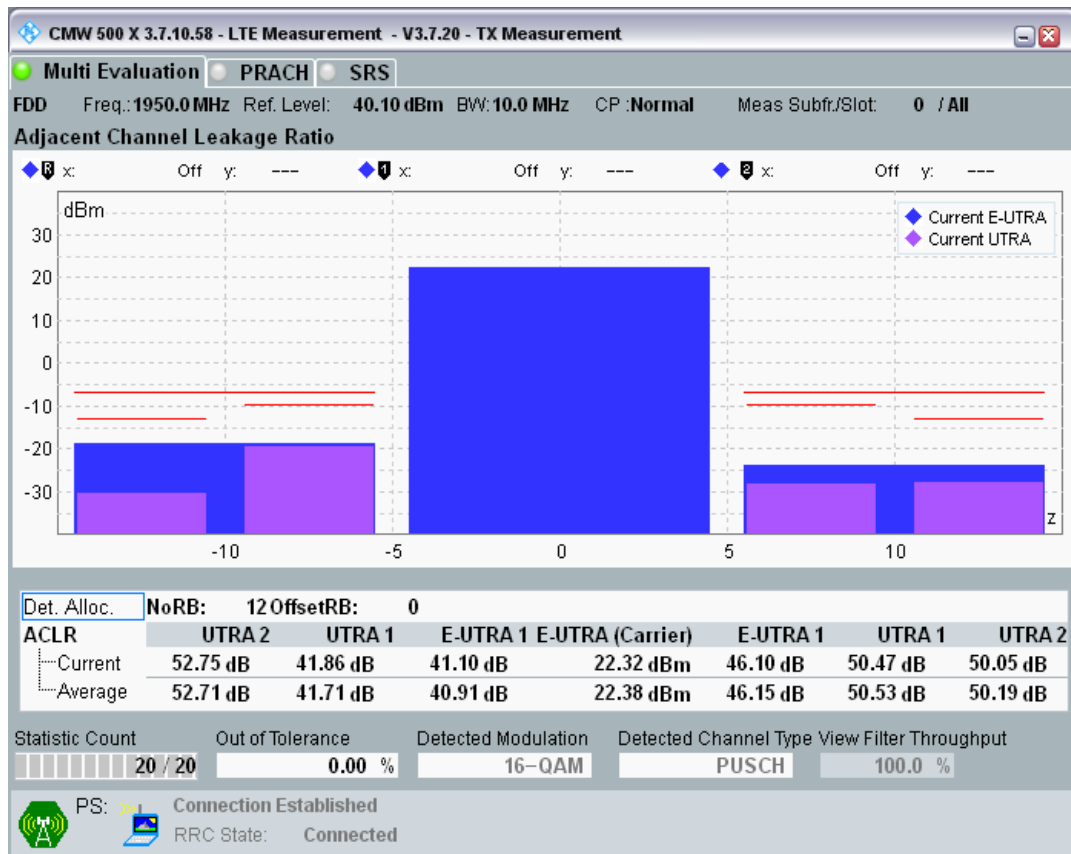 CMW 500 X 3.7.10.58 - LTE Measurement - V3.7.20 - TX Measurement
Multi Evaluation PRACH SRS
FDD Freq.: 1950.0 MHz Ref. Level: 40.10 dBm BW: 10.0 MHz CP :Normal Meas Subfr./Slot: 0 / All
Adjacent Channel Leakage Ratio
R x: Off y: --- 1 x: Off y: --- 2 x: Off y: ---
dBm
Current E-UTRA
Current UTRA
30
20
10
0
-10
-20
-30
z
-10 -5 0 5 10
Det. Alloc. NoRB: 12 OffsetRB: 0
ACLR UTRA 2 UTRA 1 E-UTRA 1 E-UTRA (Carrier) E-UTRA 1 UTRA 1 UTRA 2
Current 52.75 dB 41.86 dB 41.10 dB 22.32 dBm 46.10 dB 50.47 dB 50.05 dB
Average 52.71 dB 41.71 dB 40.91 dB 22.38 dBm 46.15 dB 50.53 dB 50.19 dB
Statistic Count Out of Tolerance Detected Modulation Detected Channel Type View Filter Throughput
20 / 20 0.00 % 16-QAM PUSCH 100.0 %
PS: Connection Established
RRC State: Connected